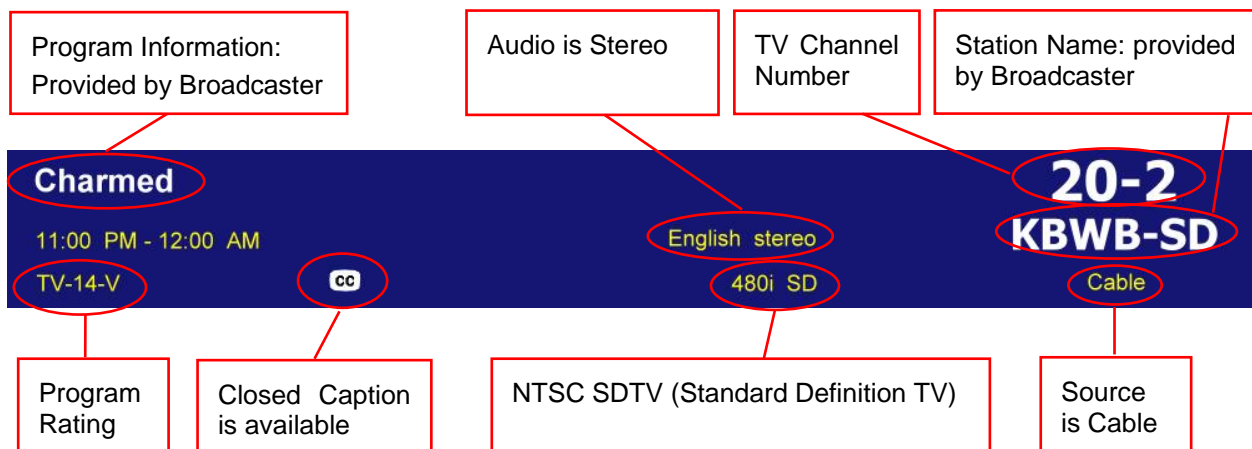 Program Information:
Provided by Broadcaster
Audio is Stereo
TV Channel
Number
Station Name: provided
by Broadcaster
Charmed
20-2
KBWB-SD
11:00 PM - 12:00 AM
English stereo
TV-14-V
CC
480i SD
Cable
Program
Rating
Closed Caption
is available
NTSC SDTV (Standard Definition TV)
Source
is Cable